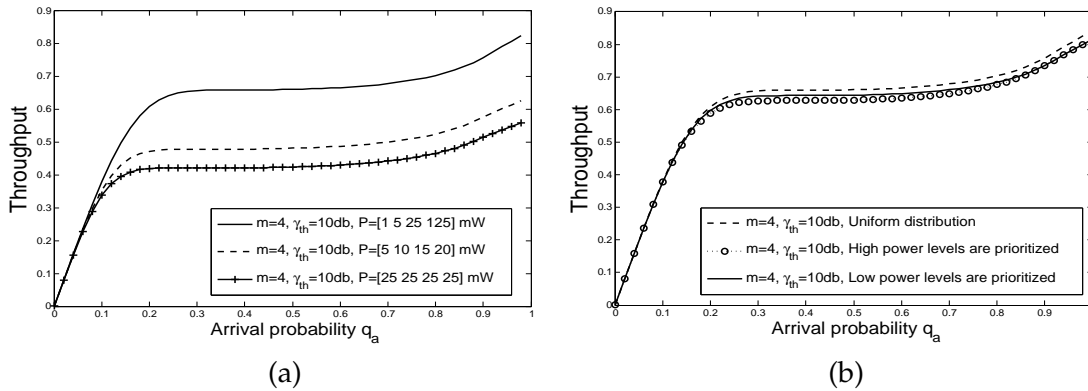 0.9
0.8
0.7
0.6
0.5
0.4
0.3
0.2
0.1
0
Throughput
m=4, γth=10db, P=[1 5 25 125] mW
m=4, γth=10db, P=[5 10 15 20] mW
m=4, γth=10db, P=[25 25 25 25] mW
0 0.1 0.2 0.3 0.4 0.5 0.6 0.7 0.8 0.9 1
Arrival probability qa
(a)
0.9
0.8
0.7
0.6
0.5
0.4
0.3
0.2
0.1
0
Throughput
m=4, γth=10db, Uniform distribution
m=4, γth=10db, High power levels are prioritized
m=4, γth=10db, Low power levels are prioritized
0 0.1 0.2 0.3 0.4 0.5 0.6 0.7 0.8 0.9
Arrival probability qa
(b)